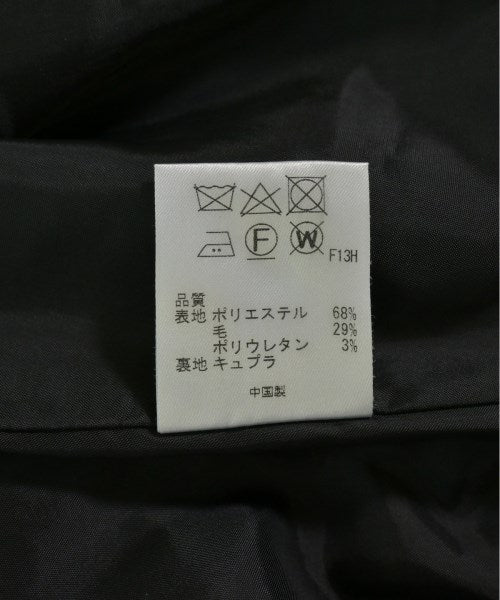 F W F13H
品質
表地 ポリエステル 68%
毛 29%
ポリウレタン 3%
裏地 キュプラ
中国製